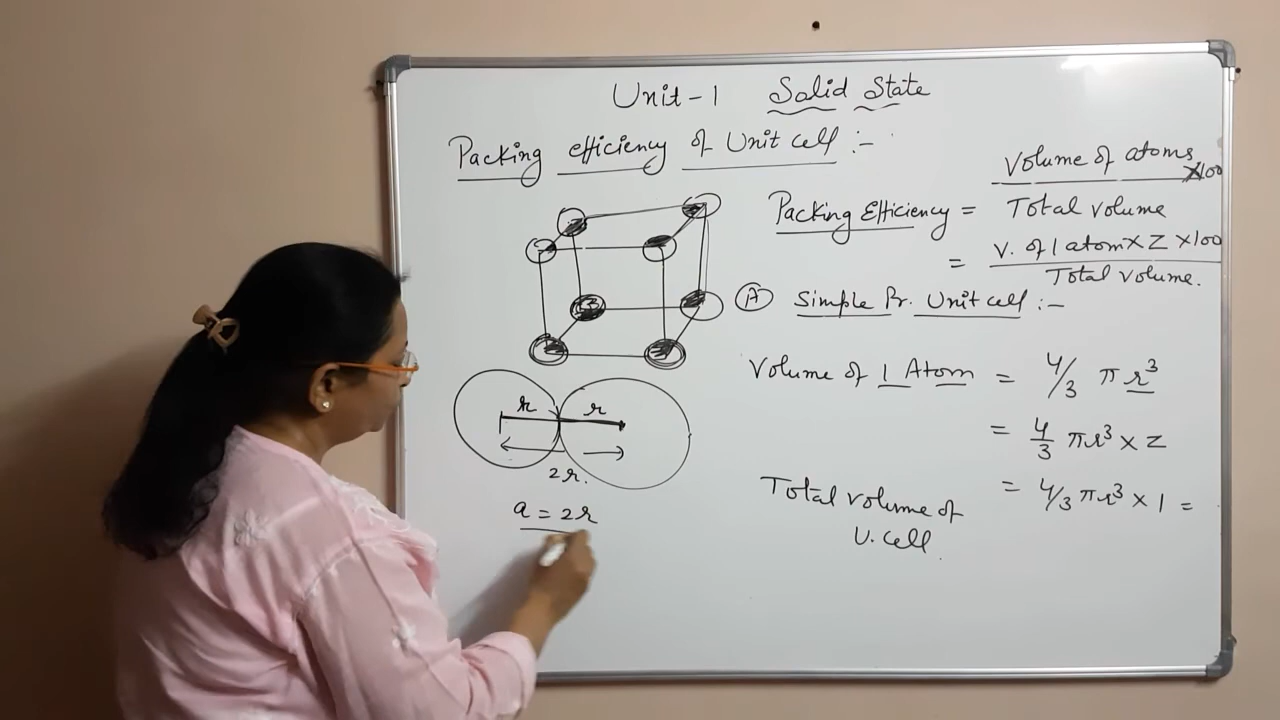 Unit-1 Solid State
Packing efficiency of Unit cell :-
Packing Efficiency = Volume of atoms / Total volume ×100
= V. of 1 atom × Z ×100 / Total volume.
(A) Simple Pr. Unit cell :-
Volume of 1 Atom = 4/3 πr³
= 4/3 πr³ × Z
= 4/3 πr³ × 1 =
Total volume of
U. cell.
r r
2r.
a = 2r